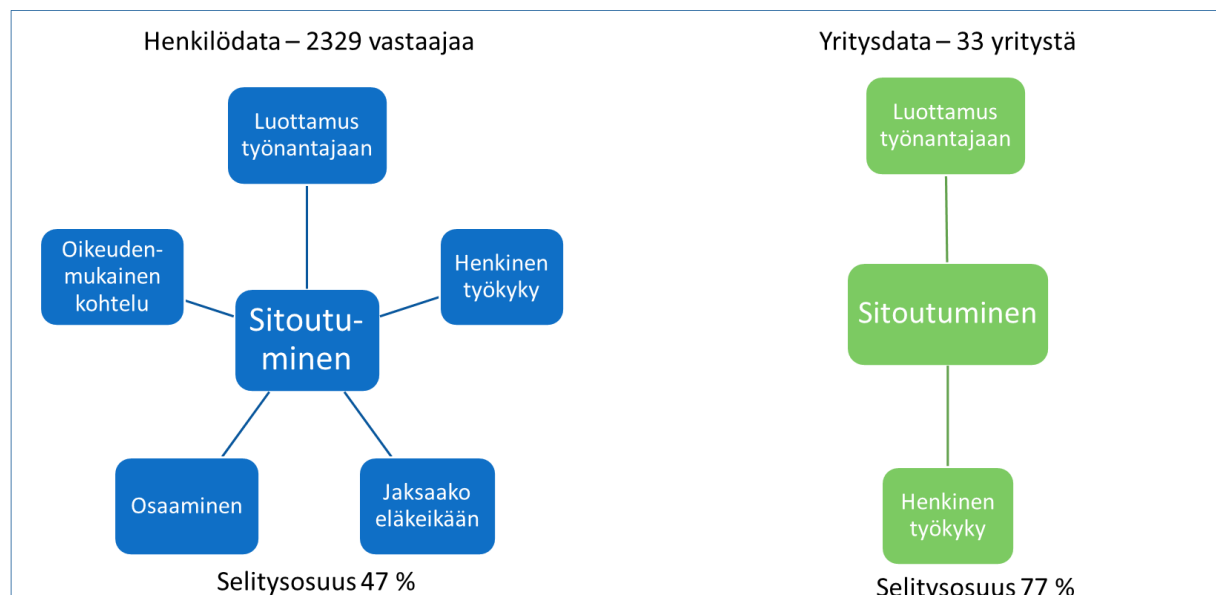 Henkilödata – 2329 vastaajaa
Luottamus
työnantajaan
Oikeuden-
mukainen
kohtelu
Henkinen
työkyky
Sitoutu-
minen
Osaaminen
Jaksaako
eläkeikään
Selitysosuus 47 %
Yritysdata – 33 yritystä
Luottamus
työnantajaan
Sitoutuminen
Henkinen
työkyky
Selitysosuus 77 %